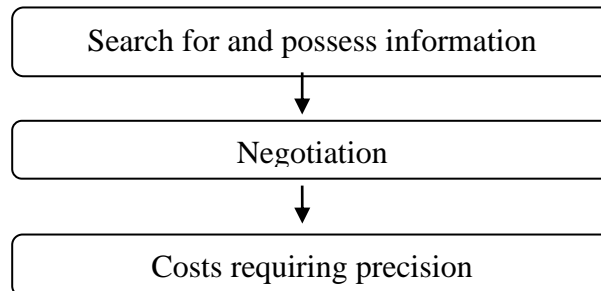 Search for and possess information
Negotiation
Costs requiring precision